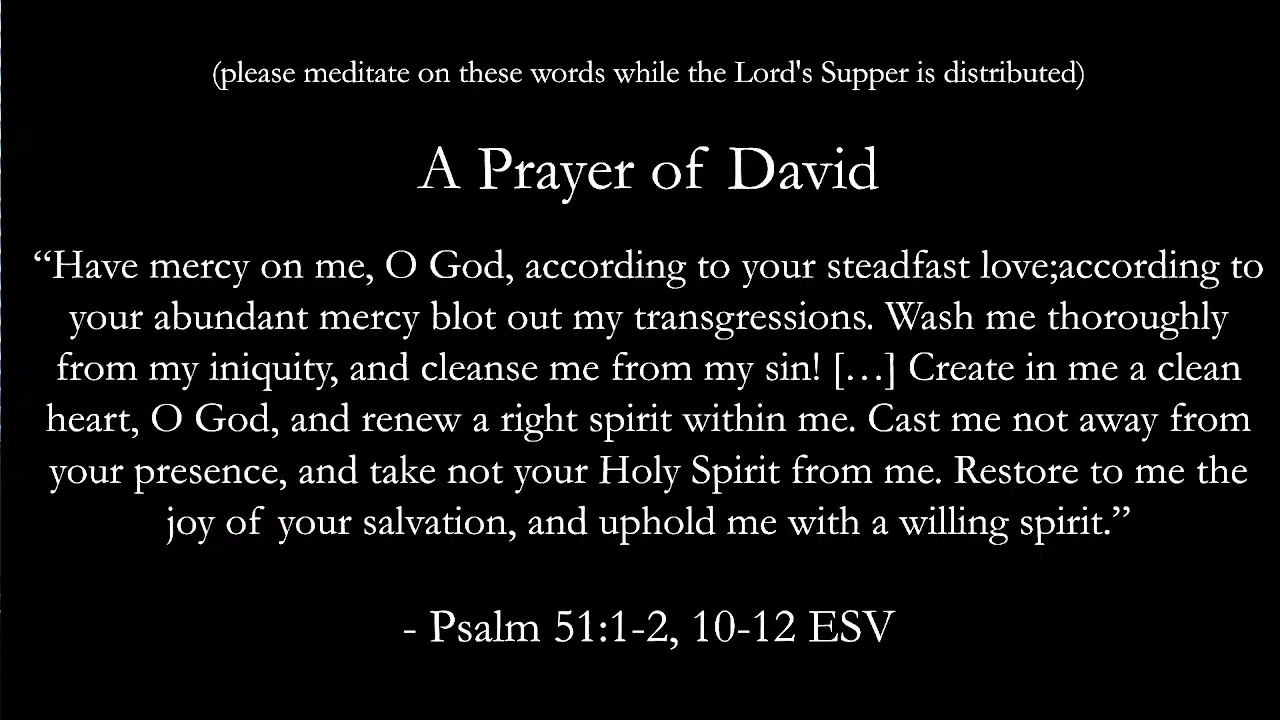 (please meditate on these words while the Lord's Supper is distributed)
A Prayer of David
“Have mercy on me, O God, according to your steadfast love;according to
your abundant mercy blot out my transgressions. Wash me thoroughly
from my iniquity, and cleanse me from my sin! […] Create in me a clean
heart, O God, and renew a right spirit within me. Cast me not away from
your presence, and take not your Holy Spirit from me. Restore to me the
joy of your salvation, and uphold me with a willing spirit.”
- Psalm 51:1-2, 10-12 ESV